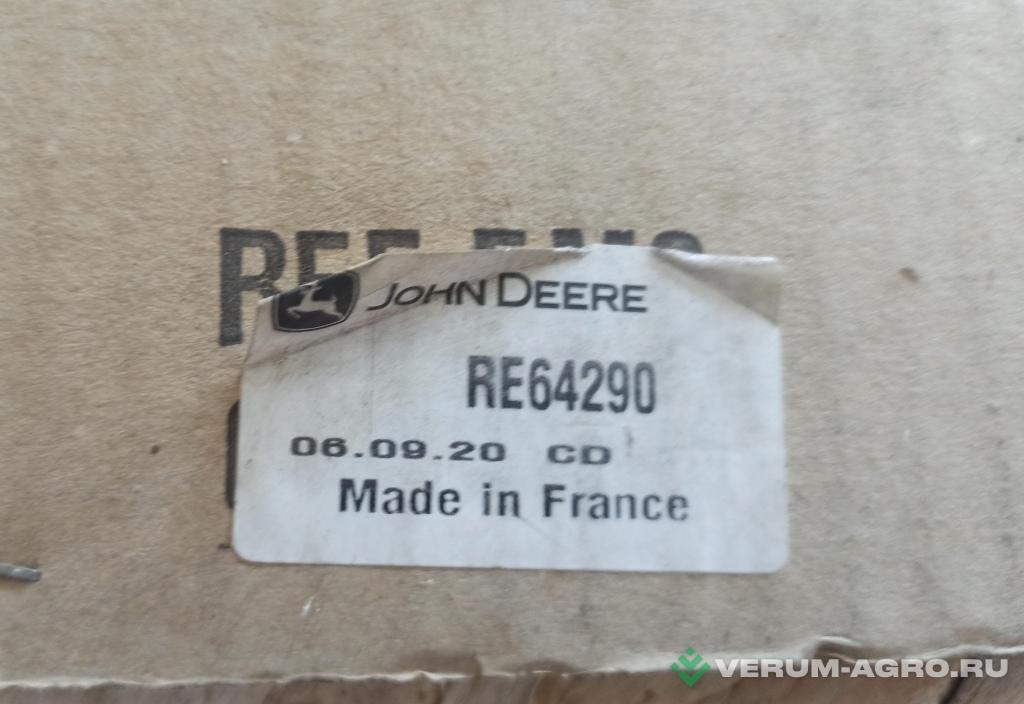 JOHN DEERE
RE64290
06.09.20 CD
Made in France
VERUM-AGRO.RU